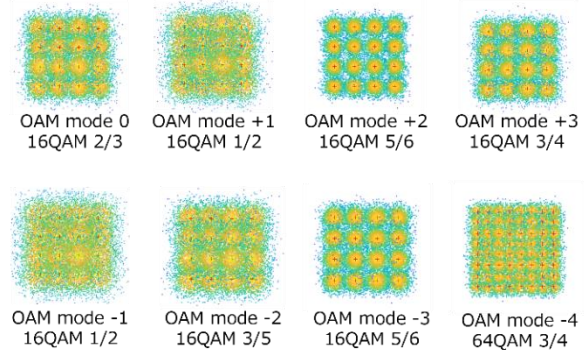 OAM mode 0
16QAM 2/3
OAM mode +1
16QAM 1/2
OAM mode +2
16QAM 5/6
OAM mode +3
16QAM 3/4
OAM mode -1
16QAM 1/2
OAM mode -2
16QAM 3/5
OAM mode -3
16QAM 5/6
OAM mode -4
64QAM 3/4